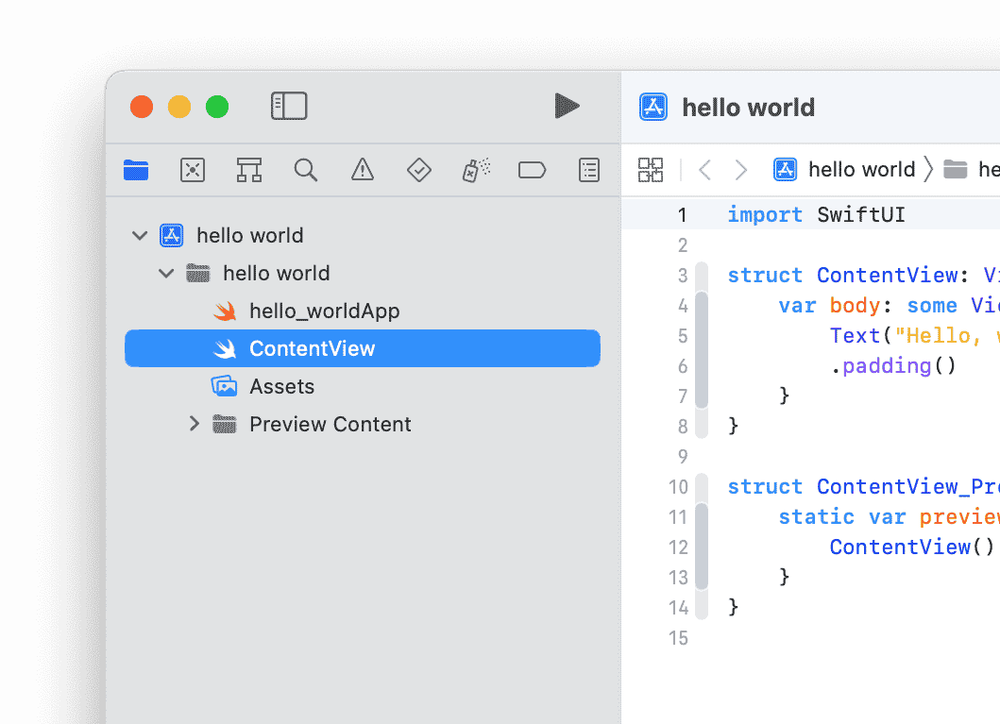 hello world
hello world
he
hello world
hello world
hello_worldApp
ContentView
Assets
Preview Content
1 import SwiftUI
2
3 struct ContentView: Vi
4 var body: some Vie
5 Text("Hello, w
6 .padding()
7 }
8 }
9
10 struct ContentView_Pre
11 static var preview
12 ContentView()
13 }
14 }
15